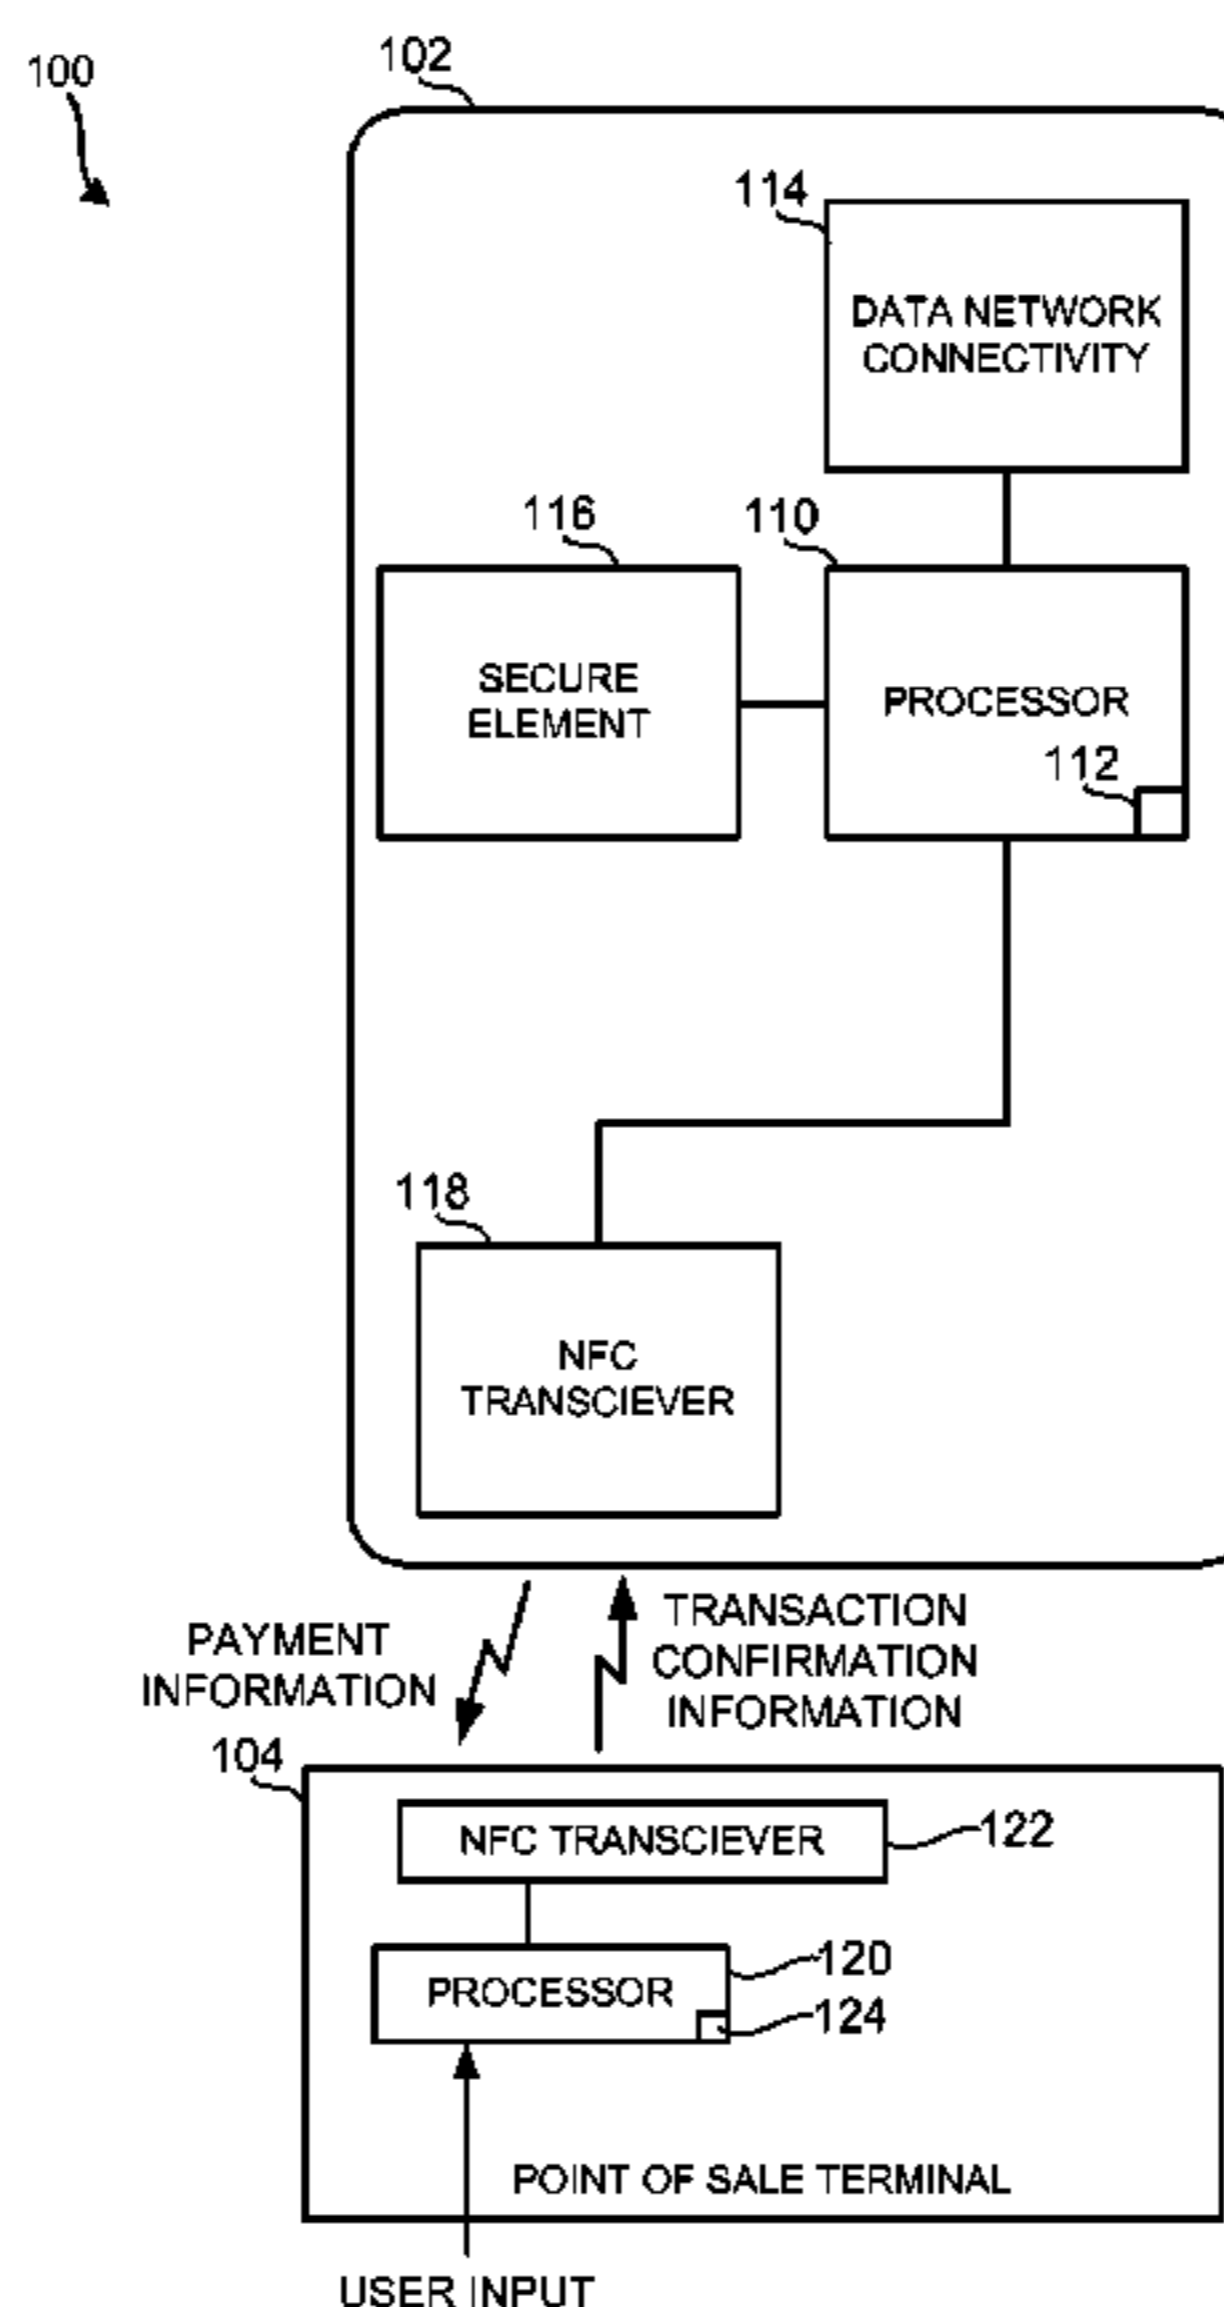 100
102
114
DATA NETWORK
CONNECTIVITY
116
110
SECURE
ELEMENT
PROCESSOR
112
118
NFC
TRANSCIEVER
PAYMENT
INFORMATION
TRANSACTION
CONFIRMATION
INFORMATION
104
NFC TRANSCIEVER
122
PROCESSOR
120
124
POINT OF SALE TERMINAL
USER INPUT